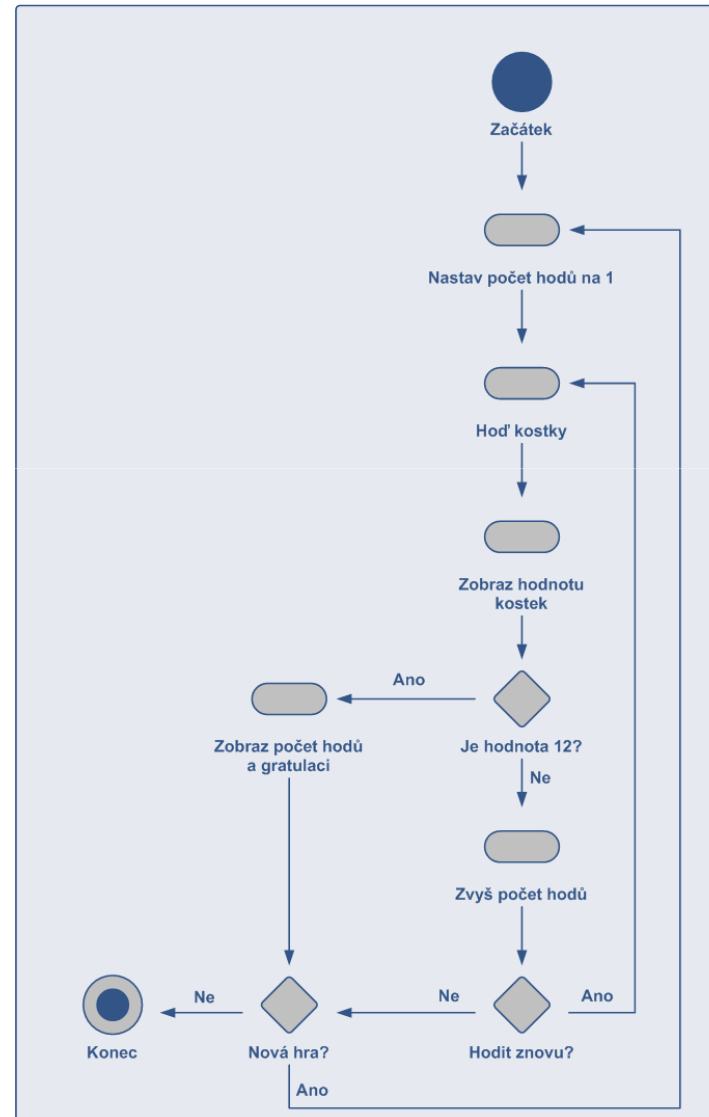 Začátek
Nastav počet hodů na 1
Hoď kostky
Zobraz hodnotu
kostek
Ano
Zobraz počet hodů
a gratulaci
Je hodnota 12?
Ne
Zvyš počet hodů
Ne
Ne
Ano
Konec
Nová hra?
Hodit znovu?
Ano